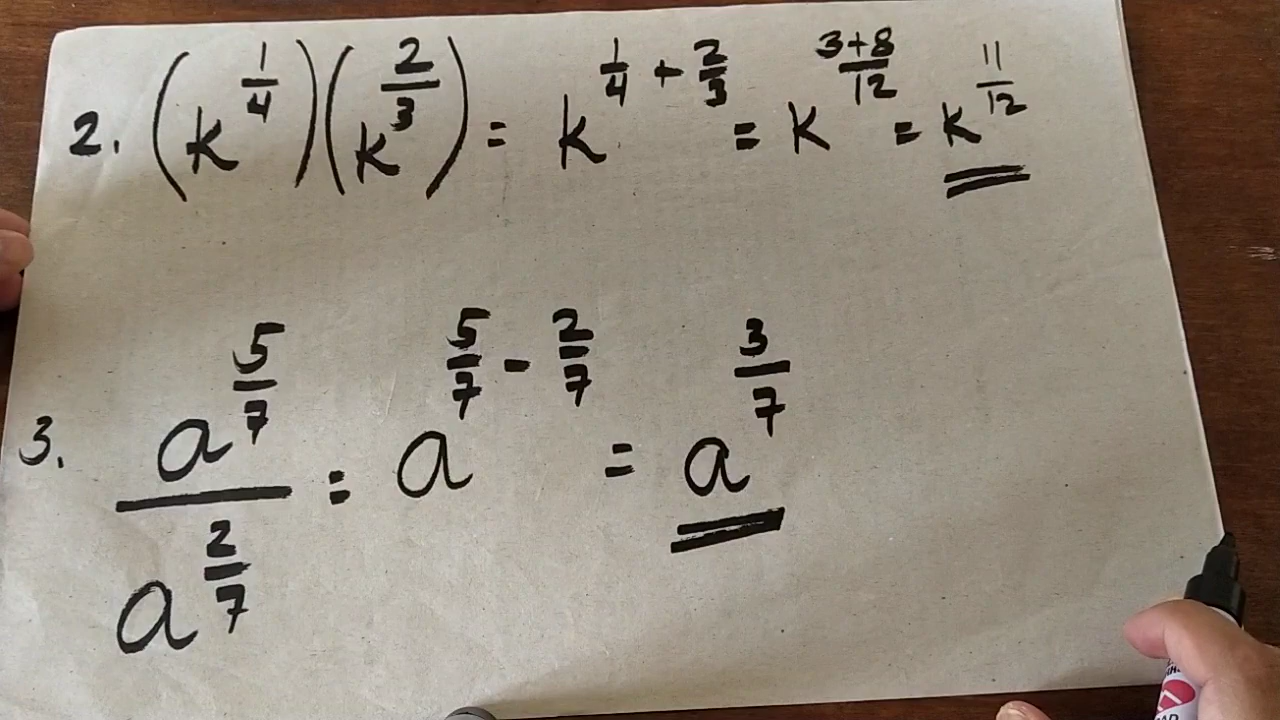 2. (k^(1/4))(k^(2/3)) = k^(1/4 + 2/3) = k^((3+8)/12) = k^(11/12)
3. a^(5/7) / a^(2/7) = a^(5/7 - 2/7) = a^(3/7)